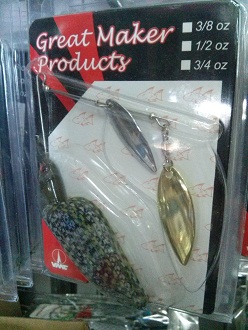 Great Maker
Products
3/8 oz
1/2 oz
3/4 oz